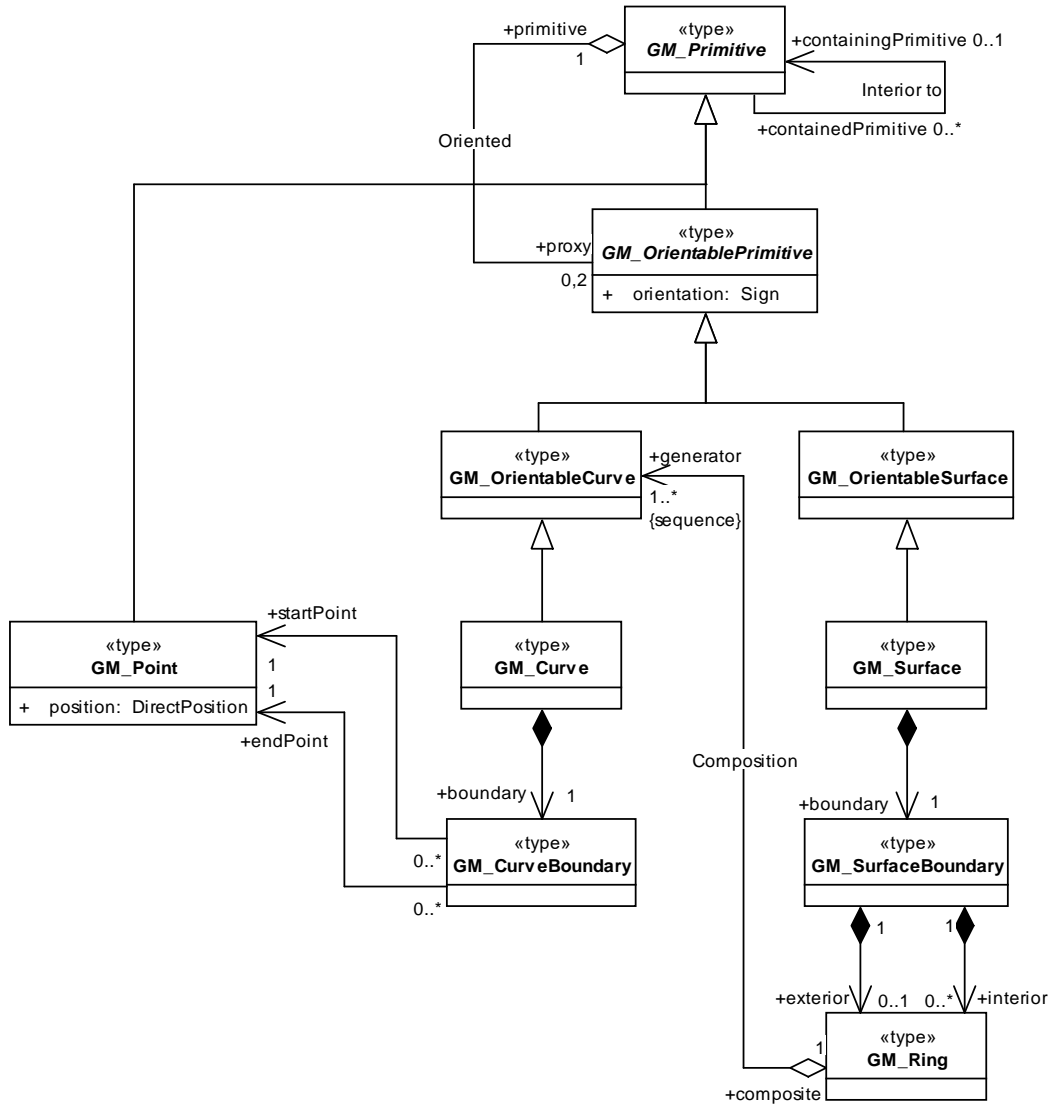 +primitive
1
«type»
GM_Primitive
+containingPrimitive 0..1
Interior to
+containedPrimitive 0..*
Oriented
+proxy
0,2
«type»
GM_OrientablePrimitive
+ orientation: Sign
«type»
GM_OrientableCurve
+generator
1..*
{sequence}
«type»
GM_OrientableSurface
«type»
GM_Point
+ position: DirectPosition
+startPoint
1
1
+endPoint
«type»
GM_Curve
«type»
GM_Surface
Composition
+boundary 1
+boundary 1
0..*
0..*
«type»
GM_CurveBoundary
«type»
GM_SurfaceBoundary
1
1
+exterior 0..1
0..* +interior
«type»
GM_Ring
1
+composite